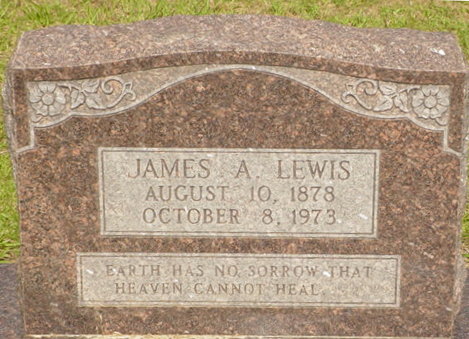 JAMES A. LEWIS
AUGUST 10, 1878
OCTOBER 8, 1973
EARTH HAS NO SORROW THAT
HEAVEN CANNOT HEAL.